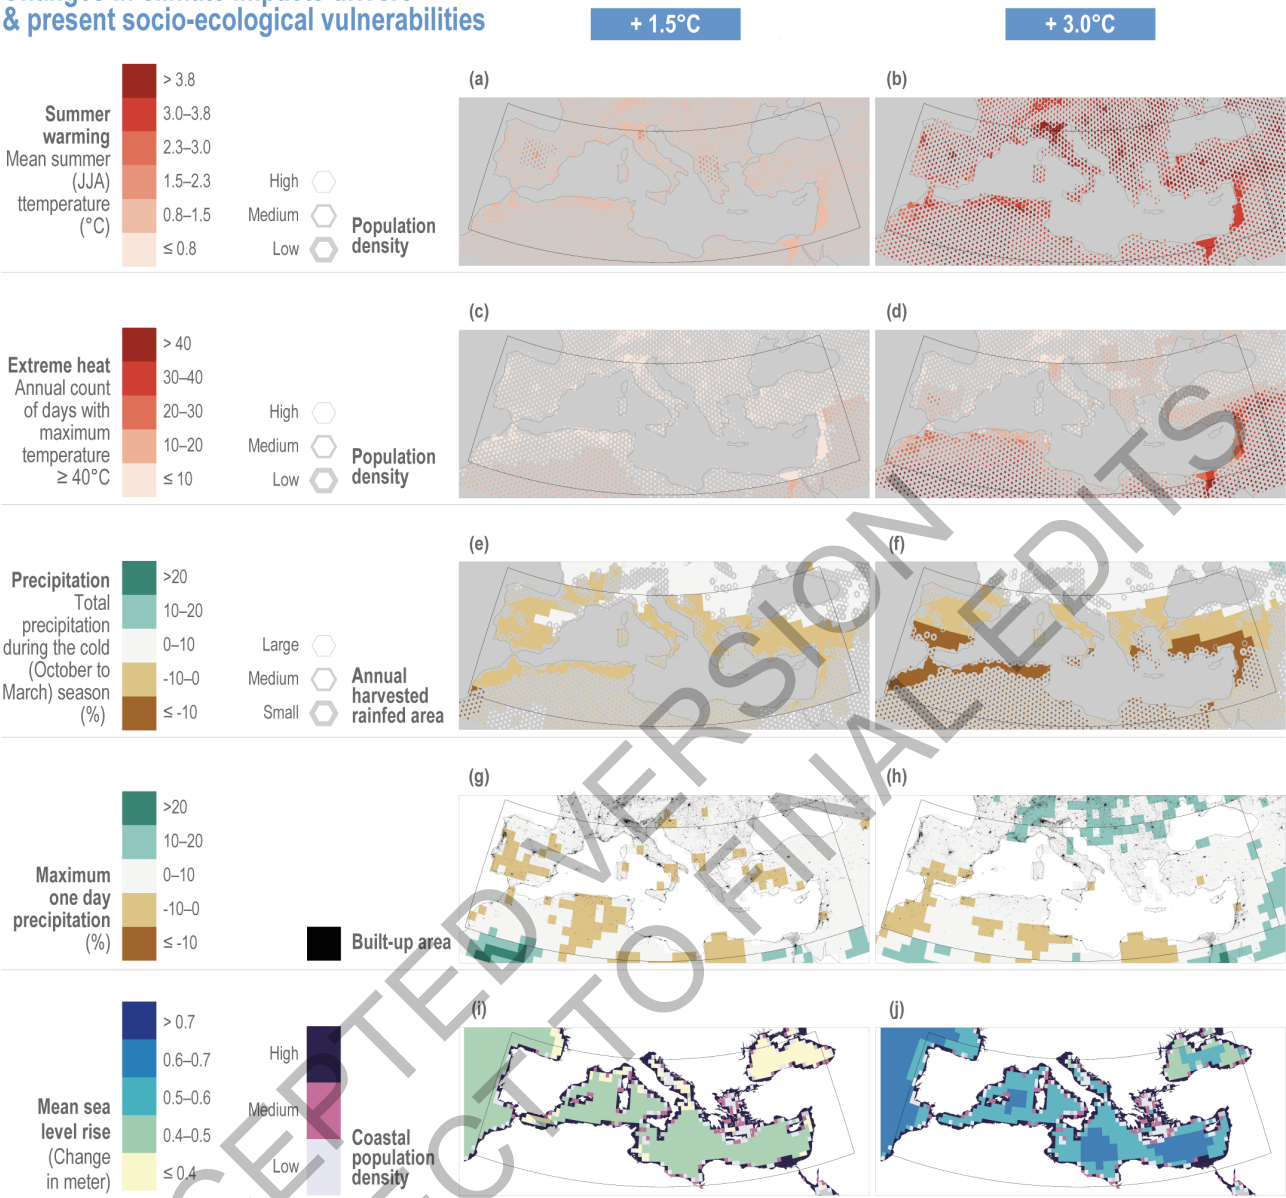 Changes in climate impacts drivers
& present socio-ecological vulnerabilities
+ 1.5°C
+ 3.0°C
Summer
warming
Mean summer
(JJA)
ttemperature
(°C)
> 3.8
3.0–3.8
2.3–3.0
1.5–2.3
0.8–1.5
≤ 0.8
High
Medium
Low
Population
density
(a)
(b)
Extreme heat
Annual count
of days with
maximum
temperature
≥ 40°C
> 40
30–40
20–30
10–20
≤ 10
High
Medium
Low
Population
density
(c)
(d)
Precipitation
Total
precipitation
during the cold
(October to
March) season
(%)
>20
10–20
0–10
-10–0
≤ -10
Large
Medium
Small
Annual
harvested
rainfed area
(e)
(f)
Maximum
one day
precipitation
(%)
>20
10–20
0–10
-10–0
≤ -10
Built-up area
(g)
(h)
Mean sea
level rise
(Change
in meter)
> 0.7
0.6–0.7
0.5–0.6
0.4–0.5
≤ 0.4
High
Medium
Low
Coastal
population
density
(i)
(j)
CEPTED VERSION
ECT TO FINAL EDITS